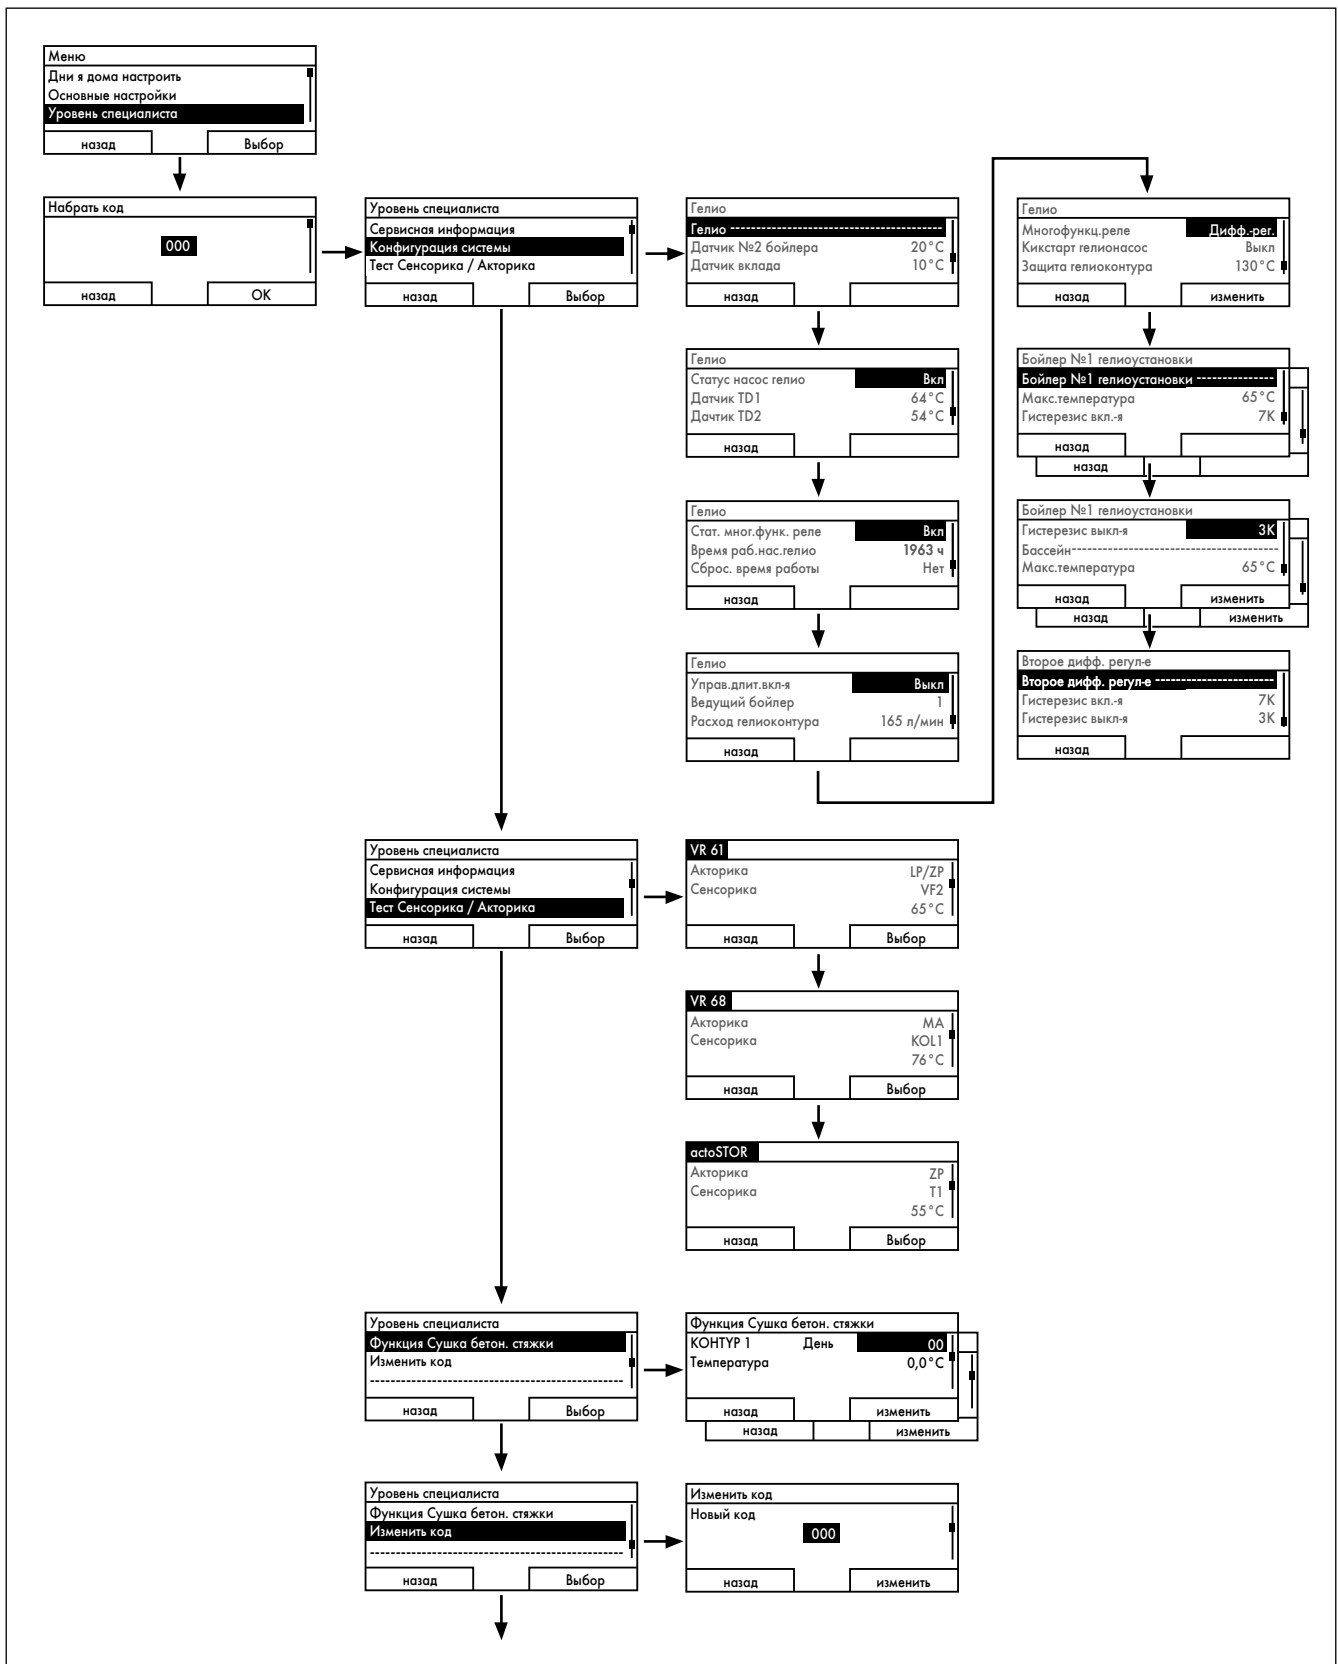 Меню
Дни я дома настроить
Основные настройки
Уровень специалиста
назад Выбор
Набрать код
000
назад OK
Уровень специалиста
Сервисная информация
Конфигурация системы
Тест Сенсорика / Акторика
назад Выбор
Гелио
Гелио ------------------------------------------
Датчик №2 бойлера 20°C
Датчик вклада 10°C
назад
Гелио
Статус насос гелио Вкл
Датчик TD1 64°C
Дачтик TD2 54°C
назад
Гелио
Стат. мног.функ. реле Вкл
Время раб.нас.гелио 1963 ч
Сброс. время работы Нет
назад
Гелио
Управ.длит.вкл-я Выкл
Ведущий бойлер 1
Расход гелиоконтура 165 л/мин
назад
Гелио
Многофункц.реле Дифф.-рег.
Кикстарт гелионасос Выкл
Защита гелиоконтура 130°C
назад изменить
Бойлер №1 гелиоустановки
Бойлер №1 гелиоустановки ---------------
Макс.температура 65°C
Гистерезис вкл.-я 7K
назад
назад
Бойлер №1 гелиоустановки
Гистерезис выкл-я 3K
Бассейн----------------------------------------
Макс.температура 65°C
назад изменить
назад изменить
Второе дифф. регул-е
Второе дифф. регул-е -----------------------
Гистерезис вкл.-я 7K
Гистерезис выкл-я 3K
назад
Уровень специалиста
Сервисная информация
Конфигурация системы
Тест Сенсорика / Акторика
назад Выбор
VR 61
Акторика LP/ZP
Сенсорика VF2
65°C
назад Выбор
VR 68
Акторика MA
Сенсорика KOL1
76°C
назад Выбор
actoSTOR
Акторика ZP
Сенсорика T1
55°C
назад Выбор
Уровень специалиста
Функция Сушка бетон. стяжки
Изменить код
--------------------------------------------------
назад Выбор
Функция Сушка бетон. стяжки
КОНТУР 1 День 00
Температура 0,0°C
назад изменить
назад изменить
Уровень специалиста
Функция Сушка бетон. стяжки
Изменить код
--------------------------------------------------
назад Выбор
Изменить код
Новый код
000
назад изменить